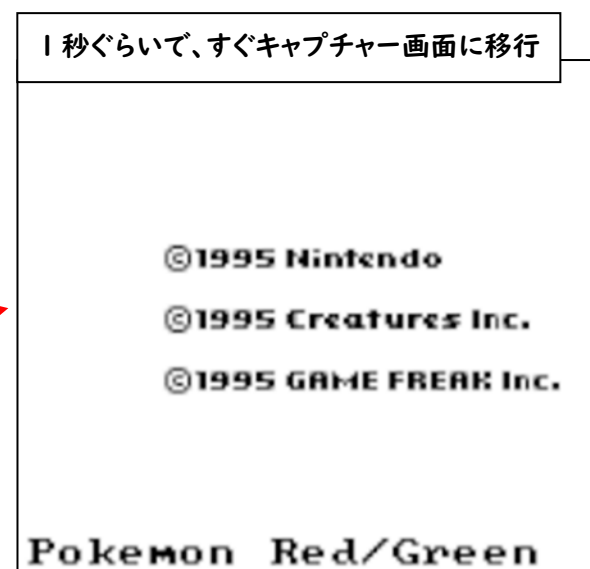 1秒ぐらいで、すぐキャプチャー画面に移行
©1995 Nintendo
©1995 Creatures Inc.
©1995 GAME FREAK Inc.
Pokemon Red/Green